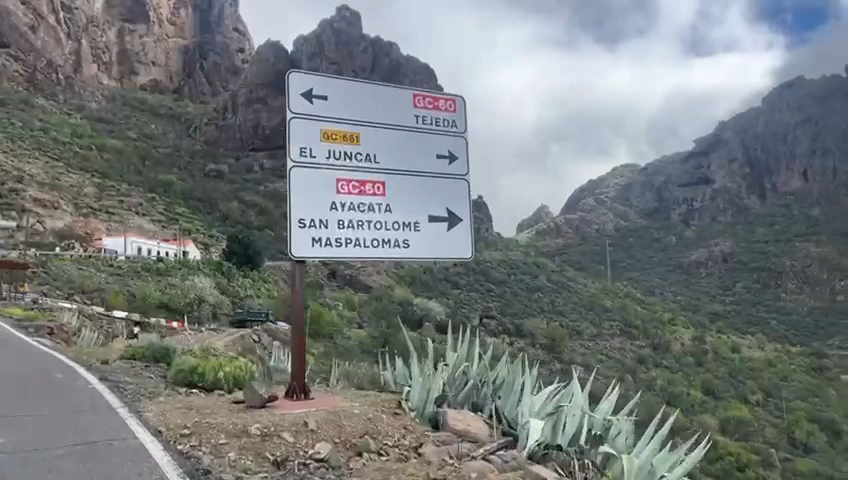 GC-60
TEJEDA
GC-661
EL JUNCAL
GC-60
AYACATA
SAN BARTOLOMÉ
MASPALOMAS